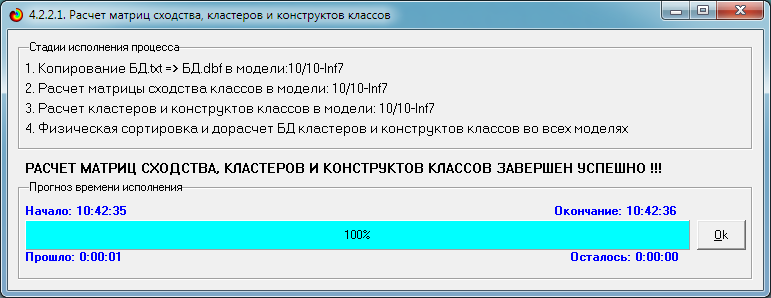 4.2.2.1. Расчет матриц сходства, кластеров и конструктов классов
Стадии исполнения процесса
1. Копирование БД.txt => БД.dbf в модели:10/10-Inf7
2. Расчет матрицы сходства классов в модели: 10/10-Inf7
3. Расчет кластеров и конструктов классов в модели: 10/10-Inf7
4. Физическая сортировка и дорасчет БД кластеров и конструктов классов во всех моделях
РАСЧЕТ МАТРИЦ СХОДСТВА, КЛАСТЕРОВ И КОНСТРУКТОВ КЛАССОВ ЗАВЕРШЕН УСПЕШНО !!!
Прогноз времени исполнения
Начало: 10:42:35 Окончание: 10:42:36
100% Ok
Прошло: 0:00:01 Осталось: 0:00:00